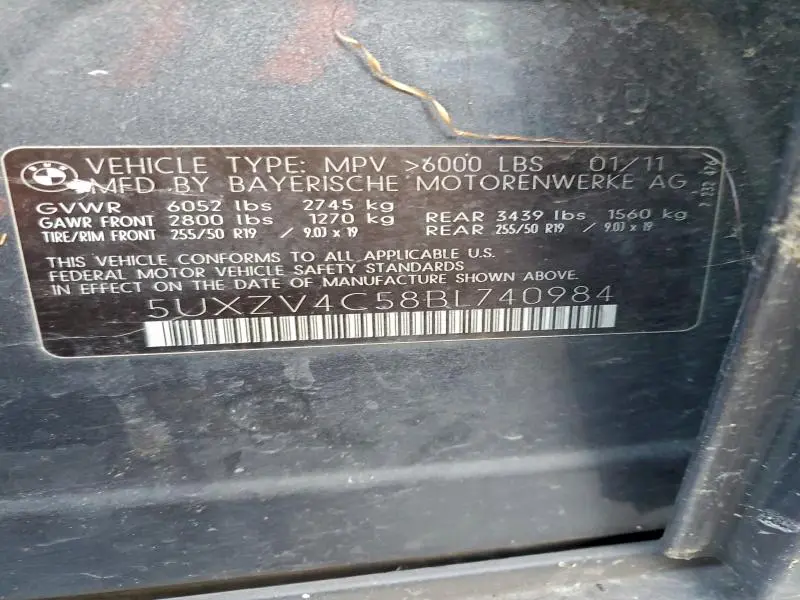 BMW
VEHICLE TYPE: MPV >6000 LBS 01/11
MFD BY BAYERISCHE MOTORENWERKE AG
GVWR 6052 lbs 2745 kg
GAWR FRONT 2800 lbs 1270 kg REAR 3439 lbs 1560 kg
TIRE/RIM FRONT 255/50 R19 / 9.0J x 19 REAR 255/50 R19 / 9.0J x 19
THIS VEHICLE CONFORMS TO ALL APPLICABLE U.S.
FEDERAL MOTOR VEHICLE SAFETY STANDARDS
IN EFFECT ON THE DATE OF MANUFACTURE SHOWN ABOVE.
5UXZV4C58BL740984